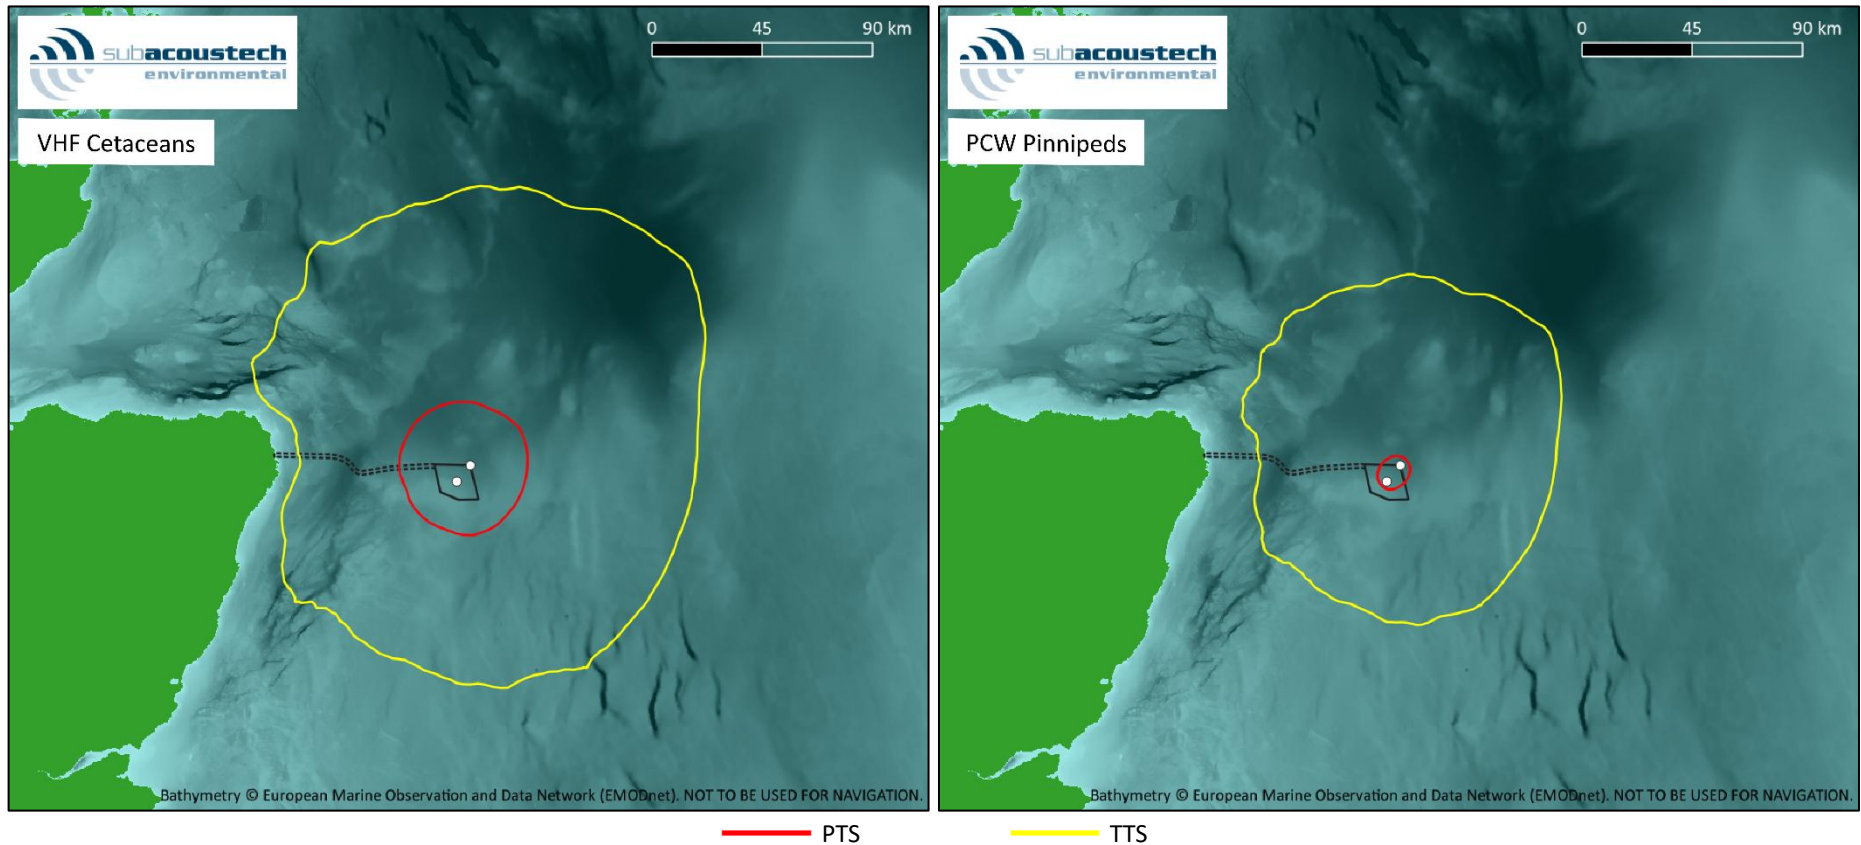 subacoustech
environmental
VHF Cetaceans
0 45 90 km
Bathymetry © European Marine Observation and Data Network (EMODnet). NOT TO BE USED FOR NAVIGATION.
subacoustech
environmental
PCW Pinnipeds
0 45 90 km
Bathymetry © European Marine Observation and Data Network (EMODnet). NOT TO BE USED FOR NAVIGATION.
PTS TTS